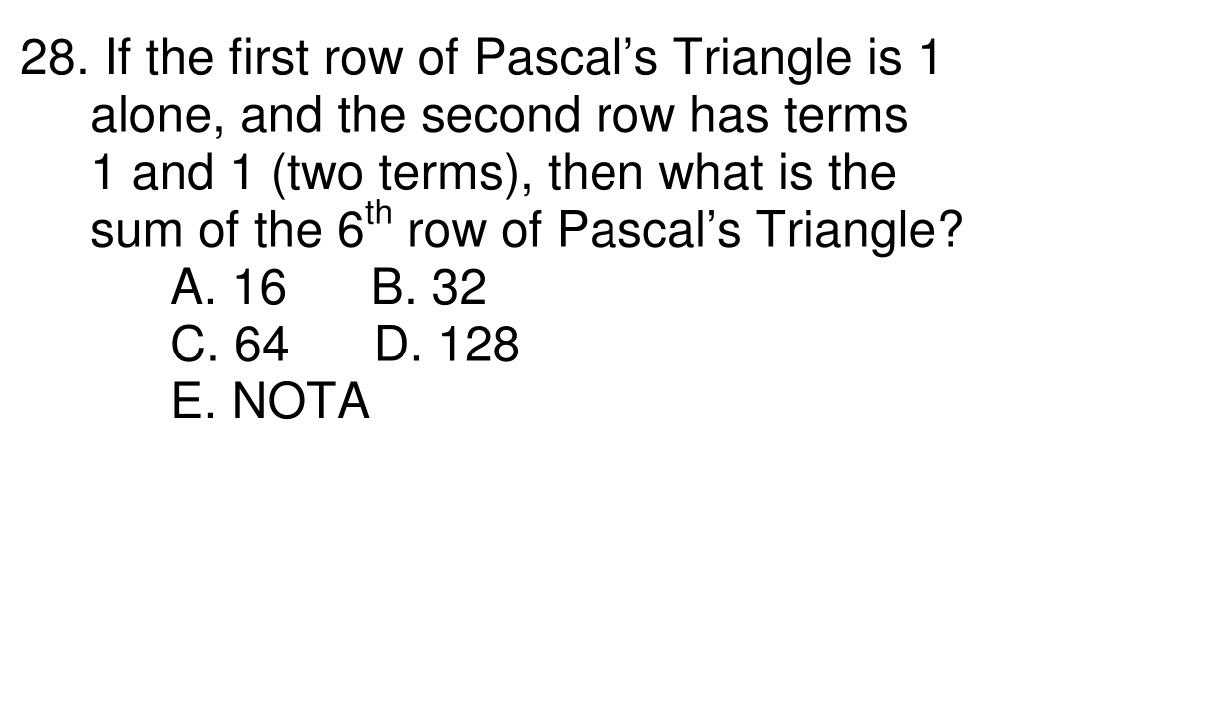 28. If the first row of Pascal’s Triangle is 1
alone, and the second row has terms
1 and 1 (two terms), then what is the
sum of the 6th row of Pascal’s Triangle?
A. 16 B. 32
C. 64 D. 128
E. NOTA